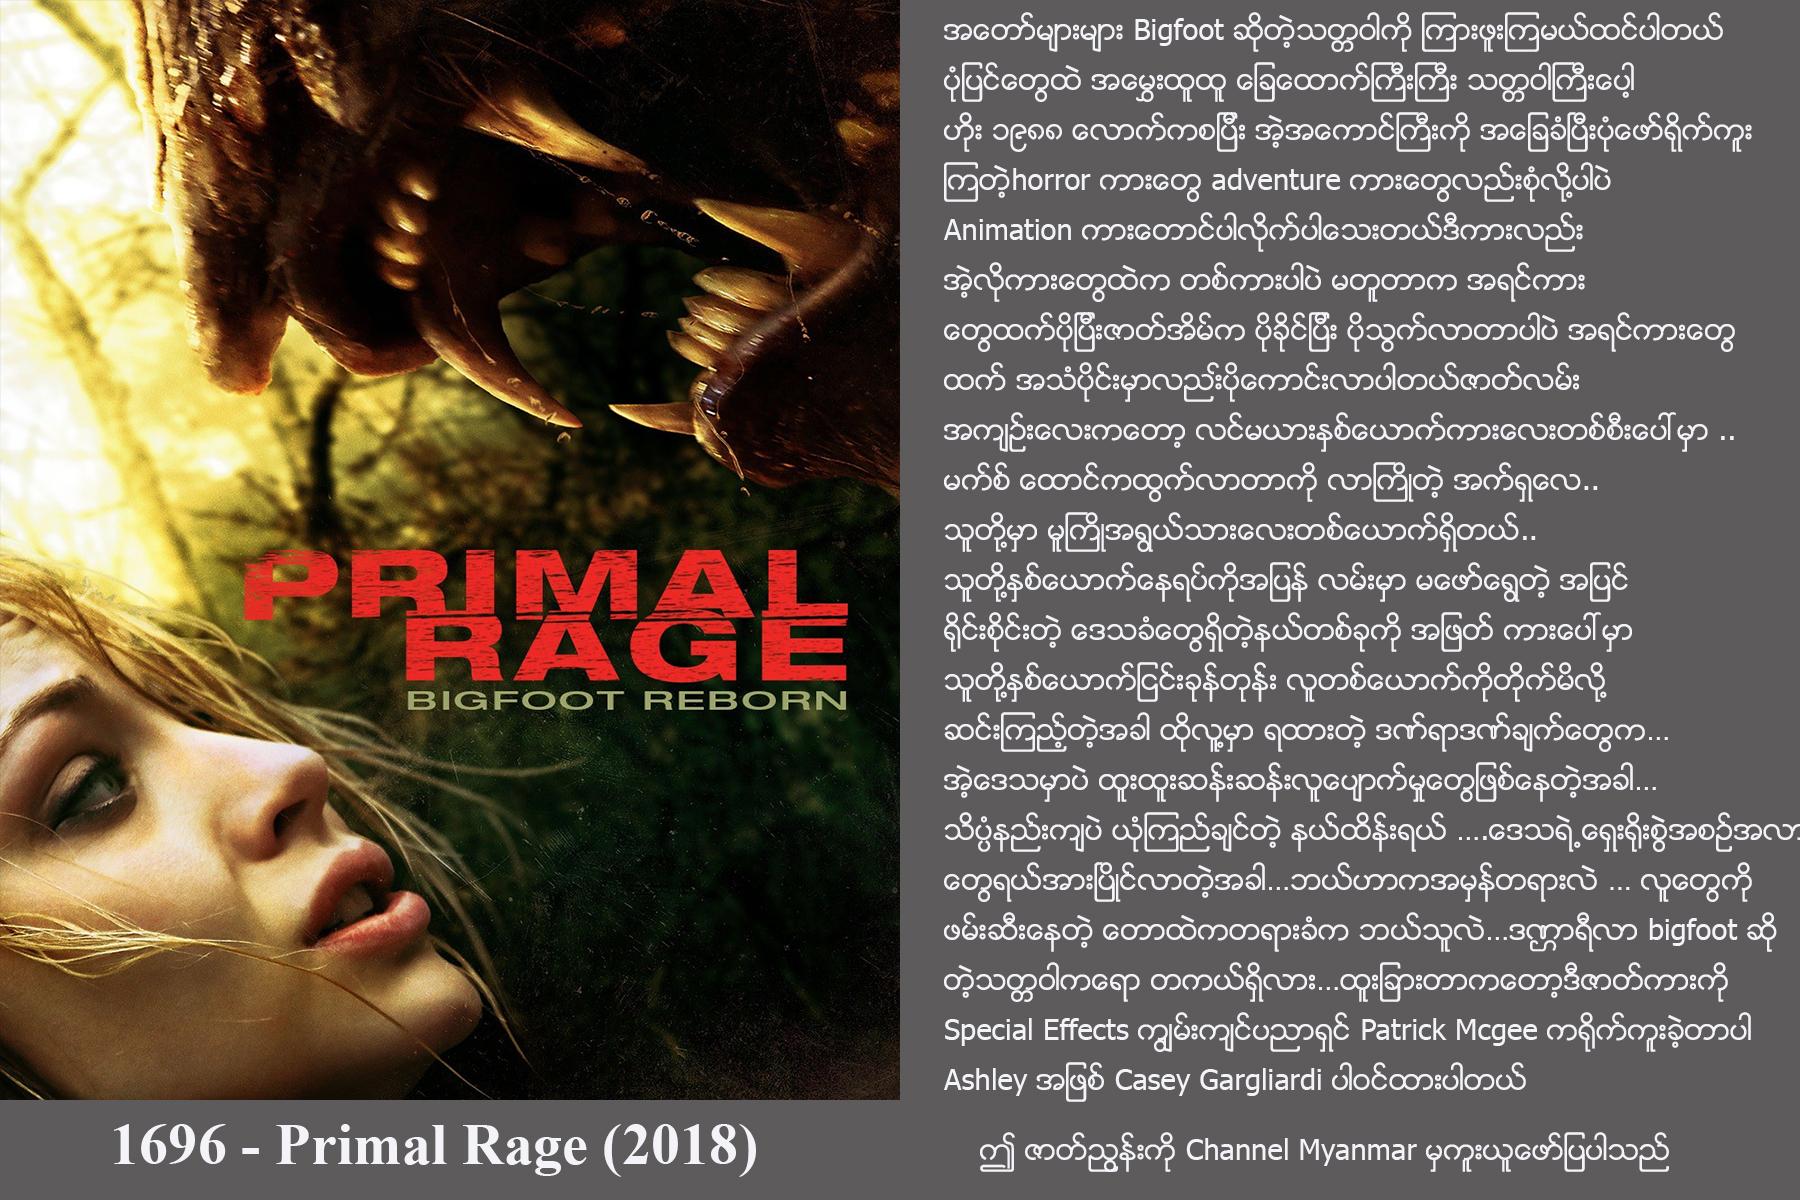 PRIMAL
RAGE
BIGFOOT REBORN
1696 - Primal Rage (2018)
အတော်များများ Bigfoot ဆိုတဲ့သတ္တဝါကို ကြားဖူးကြမယ်ထင်ပါတယ်
ပုံပြင်တွေထဲ အမွှေးထူထူ ခြေထောက်ကြီးကြီး သတ္တဝါကြီးပေါ့
ဟိုး ၁၉၈၈ လောက်ကစပြီး အဲ့အကောင်ကြီးကို အခြေခံပြီးပုံဖော်ရိုက်ကူး
ကြတဲ့horror ကားတွေ adventure ကားတွေလည်းစုံလို့ပါပဲ
Animation ကားတောင်ပါလိုက်ပါသေးတယ်ဒီကားလည်း
အဲ့လိုကားတွေထဲက တစ်ကားပါပဲ မတူတာက အရင်ကား
တွေထက်ပိုပြီးဇာတ်အိမ်က ပိုခိုင်ပြီး ပိုသွက်လာတာပါပဲ အရင်ကားတွေ
ထက် အသံပိုင်းမှာလည်းပိုကောင်းလာပါတယ်ဇာတ်လမ်း
အကျဉ်းလေးကတော့ လင်မယားနှစ်ယောက်ကားလေးတစ်စီးပေါ်မှာ ..
မက်စ် ထောင်ကထွက်လာတာကို လာကြိုတဲ့ အက်ရှလေ..
သူတို့မှာ မူကြိုအရွယ်သားလေးတစ်ယောက်ရှိတယ်..
သူတို့နှစ်ယောက်နေရပ်ကိုအပြန် လမ်းမှာ မဖော်ရွေတဲ့ အပြင်
ရိုင်းစိုင်းတဲ့ ဒေသခံတွေရှိတဲ့နယ်တစ်ခုကို အဖြတ် ကားပေါ်မှာ
သူတို့နှစ်ယောက်ငြင်းခုန်တုန်း လူတစ်ယောက်ကိုတိုက်မိလို့
ဆင်းကြည့်တဲ့အခါ ထိုလူ့မှာ ရထားတဲ့ ဒဏ်ရာဒဏ်ချက်တွေက...
အဲ့ဒေသမှာပဲ ထူးထူးဆန်းဆန်းလူပျောက်မှုတွေဖြစ်နေတဲ့အခါ...
သိပ္ပံနည်းကျပဲ ယုံကြည်ချင်တဲ့ နယ်ထိန်းရယ် ....ဒေသရဲ့ရှေးရိုးစွဲအစဉ်အလာ
တွေရယ်အားပြိုင်လာတဲ့အခါ...ဘယ်ဟာကအမှန်တရားလဲ ... လူတွေကို
ဖမ်းဆီးနေတဲ့ တောထဲကတရားခံက ဘယ်သူလဲ...ဒဏ္ဍာရီလာ bigfoot ဆို
တဲ့သတ္တဝါကရော တကယ်ရှိလား...ထူးခြားတာကတော့ဒီဇာတ်ကားကို
Special Effects ကျွမ်းကျင်ပညာရှင် Patrick Mcgee ကရိုက်ကူးခဲ့တာပါ
Ashley အဖြစ် Casey Gargliardi ပါဝင်ထားပါတယ်
ဤ ဇာတ်ညွှန်းကို Channel Myanmar မှကူးယူဖော်ပြပါသည်